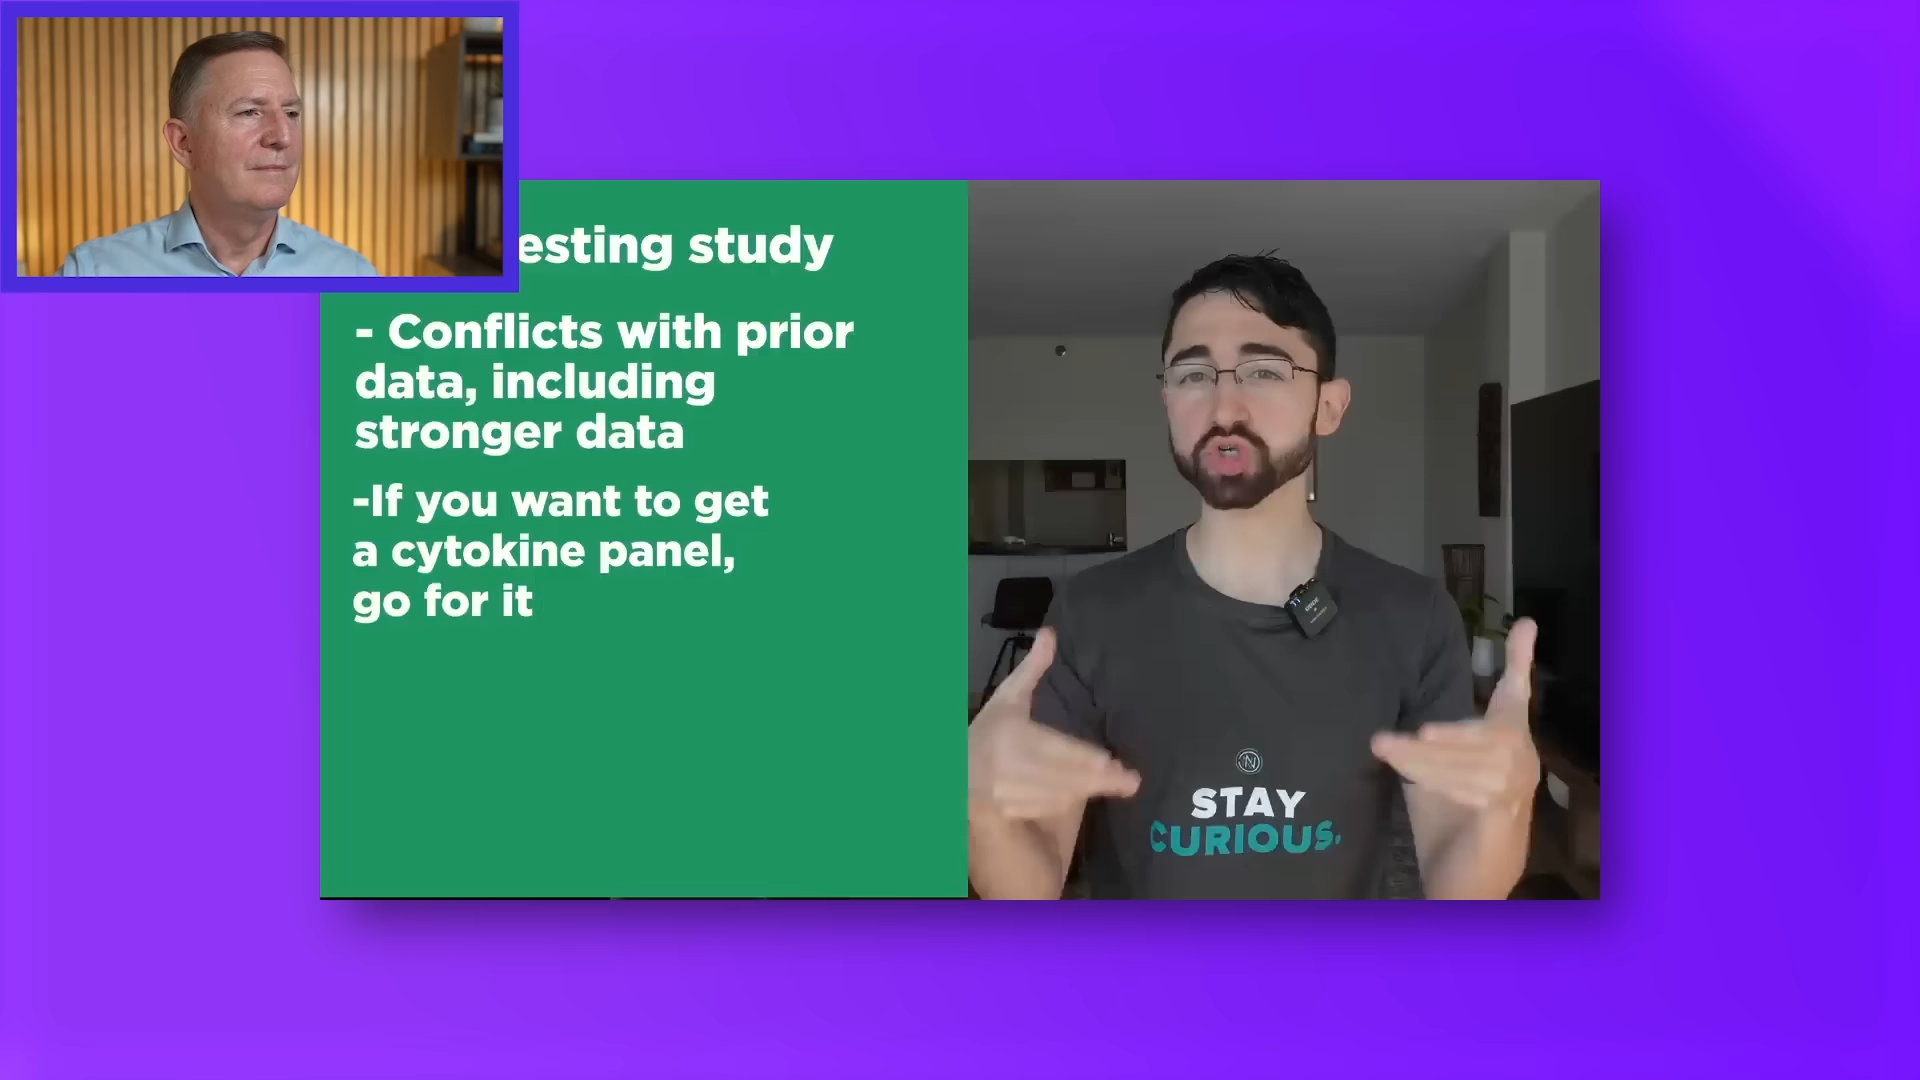 esting study
- Conflicts with prior
data, including
stronger data
-If you want to get
a cytokine panel,
go for it
N
STAY
CURIOUS.